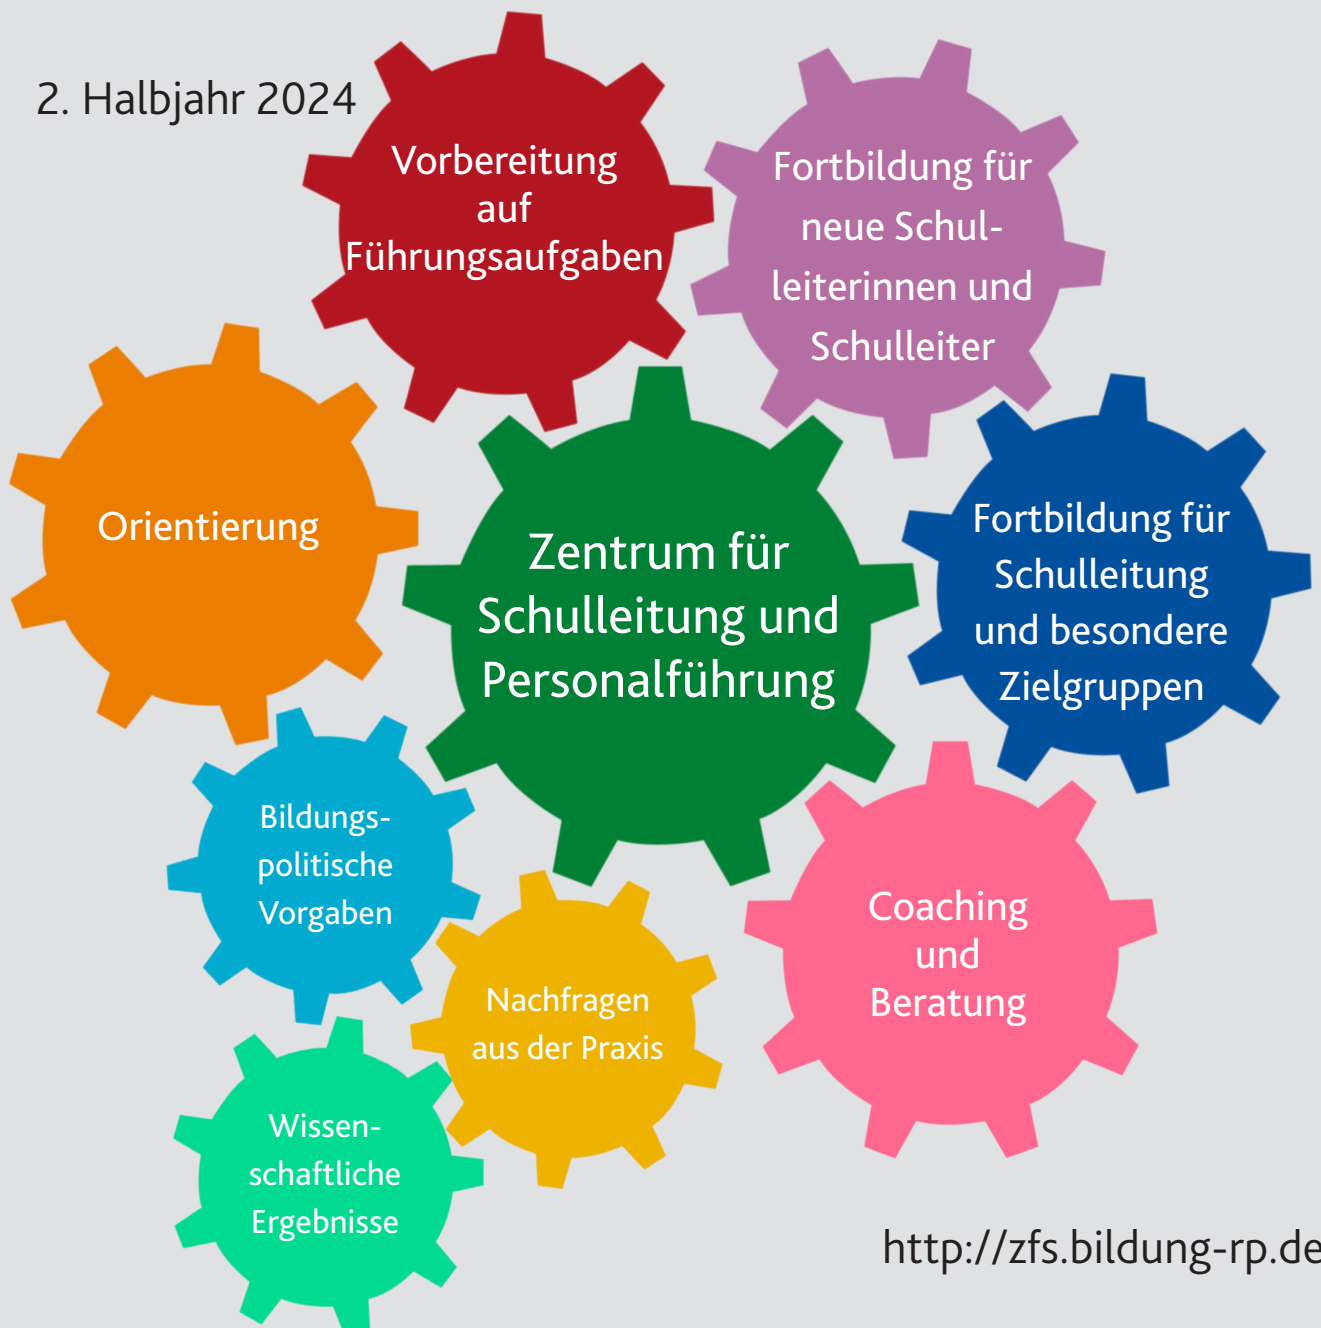 2. Halbjahr 2024
Vorbereitung
auf
Führungsaufgaben
Fortbildung für
neue Schul-
leiterinnen und
Schulleiter
Orientierung
Zentrum für
Schulleitung und
Personalführung
Fortbildung für
Schulleitung
und besondere
Zielgruppen
Bildungs-
politische
Vorgaben
Nachfragen
aus der Praxis
Coaching
und
Beratung
Wissen-
schaftliche
Ergebnisse
http://zfs.bildung-rp.de